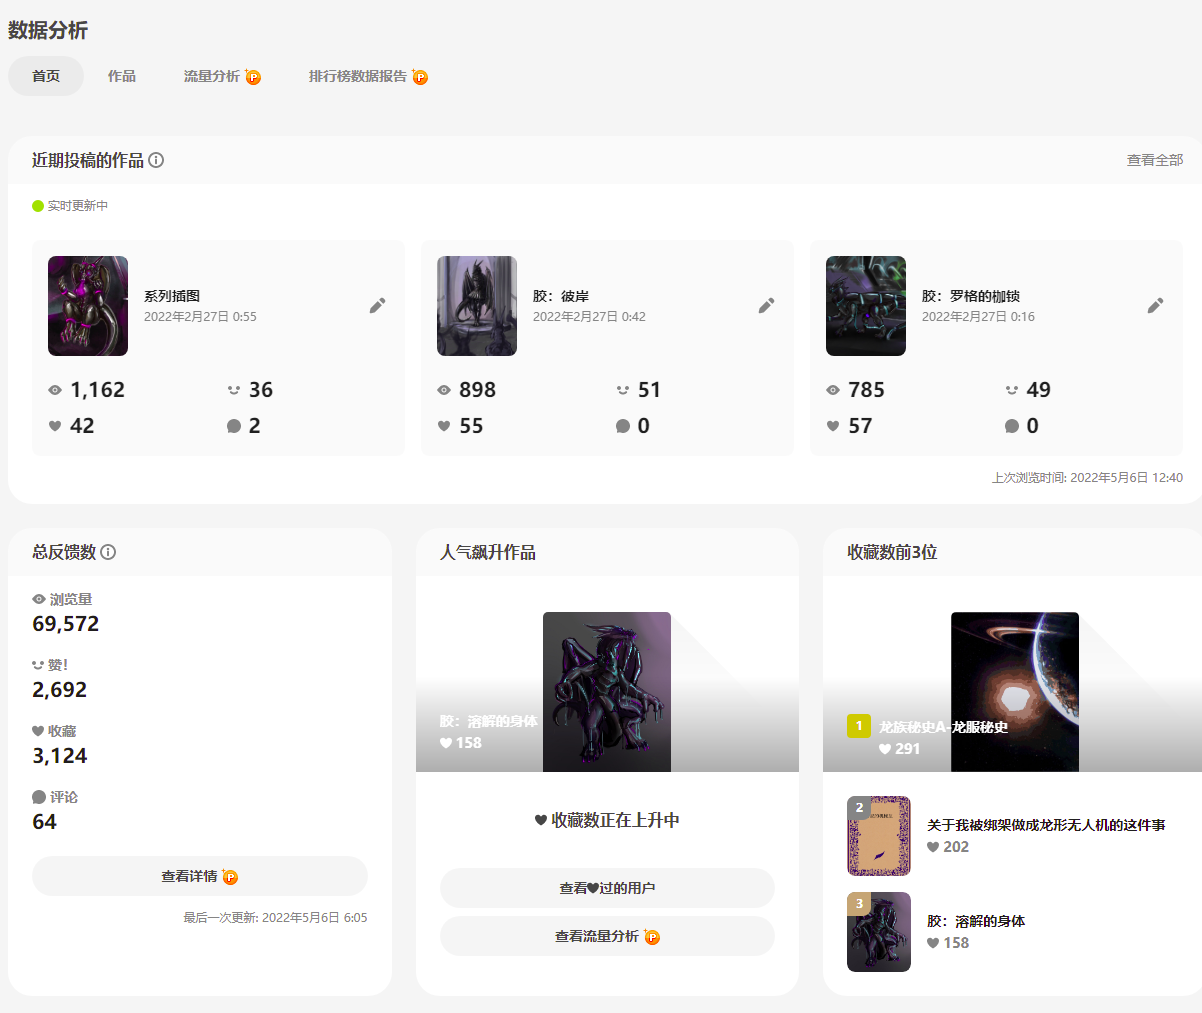 数据分析
首页 作品 流量分析 P 排行榜数据报告 P
近期投稿的作品 查看全部
实时更新中
系列插图
2022年2月27日 0:55
1,162 36
42 2
胶：彼岸
2022年2月27日 0:42
898 51
55 0
胶：罗格的枷锁
2022年2月27日 0:16
785 49
57 0
上次浏览时间: 2022年5月6日 12:40
总反馈数
浏览量
69,572
赞！
2,692
收藏
3,124
评论
64
查看详情 P
最后一次更新: 2022年5月6日 6:05
人气飙升作品
胶：溶解的身体
158
收藏数正在上升中
查看❤过的用户
查看流量分析 P
收藏数前3位
1 龙族秘史A-龙服秘史
291
2
关于我被绑架做成龙形无人机的这件事
202
3
胶：溶解的身体
158